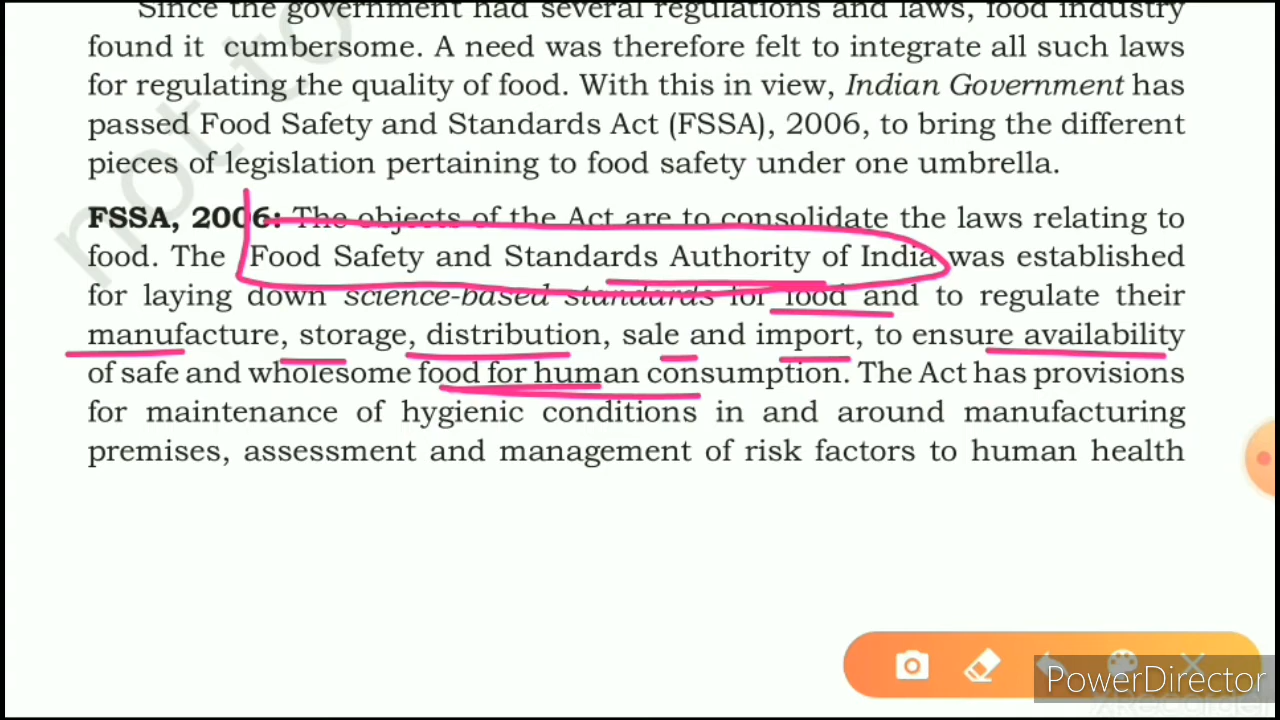 Since the government had several regulations and laws, food industry
found it cumbersome. A need was therefore felt to integrate all such laws
for regulating the quality of food. With this in view, Indian Government has
passed Food Safety and Standards Act (FSSA), 2006, to bring the different
pieces of legislation pertaining to food safety under one umbrella.
FSSA, 2006: The objects of the Act are to consolidate the laws relating to
food. The Food Safety and Standards Authority of India was established
for laying down science-based standards for food and to regulate their
manufacture, storage, distribution, sale and import, to ensure availability
of safe and wholesome food for human consumption. The Act has provisions
for maintenance of hygienic conditions in and around manufacturing
premises, assessment and management of risk factors to human health
not to
PowerDirector